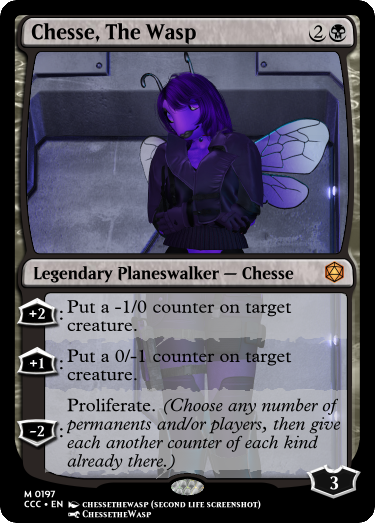 Chesse, The Wasp 2
Legendary Planeswalker — Chesse
+2: Put a -1/0 counter on target
creature.
+1: Put a 0/-1 counter on target
creature.
-2: Proliferate. (Choose any number of
permanents and/or players, then give
each another counter of each kind
already there.)
3
M 0197
CCC • EN chessethewasp (second life screenshot)
ChessetheWasp